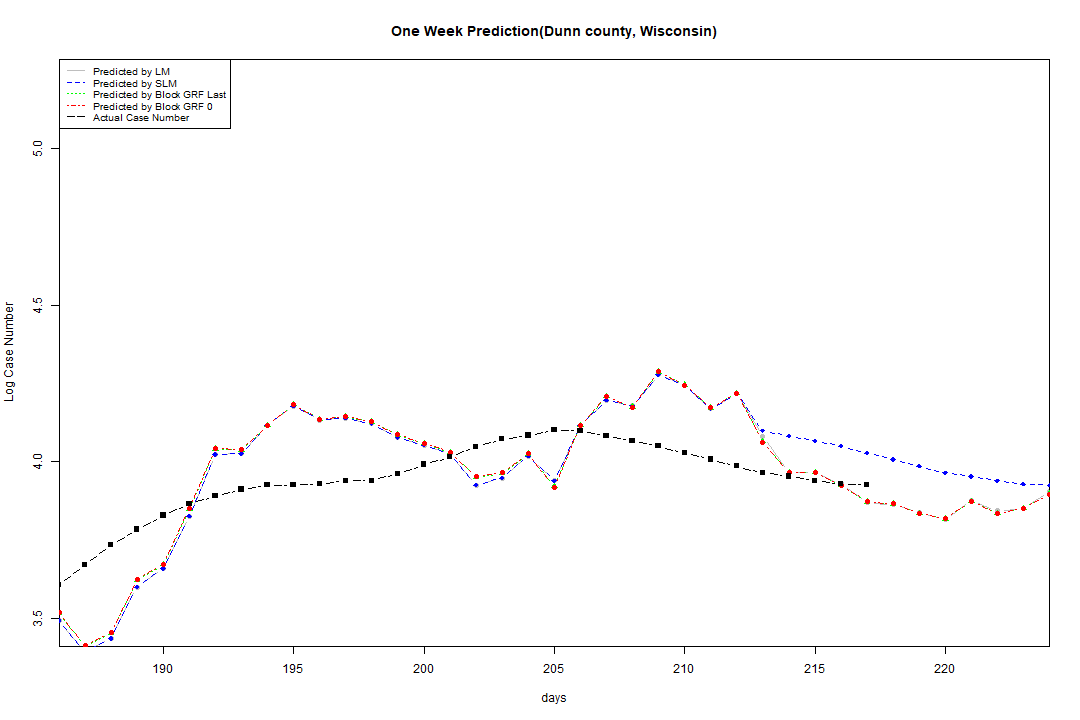 One Week Prediction(Dunn county, Wisconsin)
Predicted by LM
Predicted by SLM
Predicted by Block GRF Last
Predicted by Block GRF 0
Actual Case Number
5.0
4.5
4.0
3.5
Log Case Number
190 195 200 205 210 215 220
days